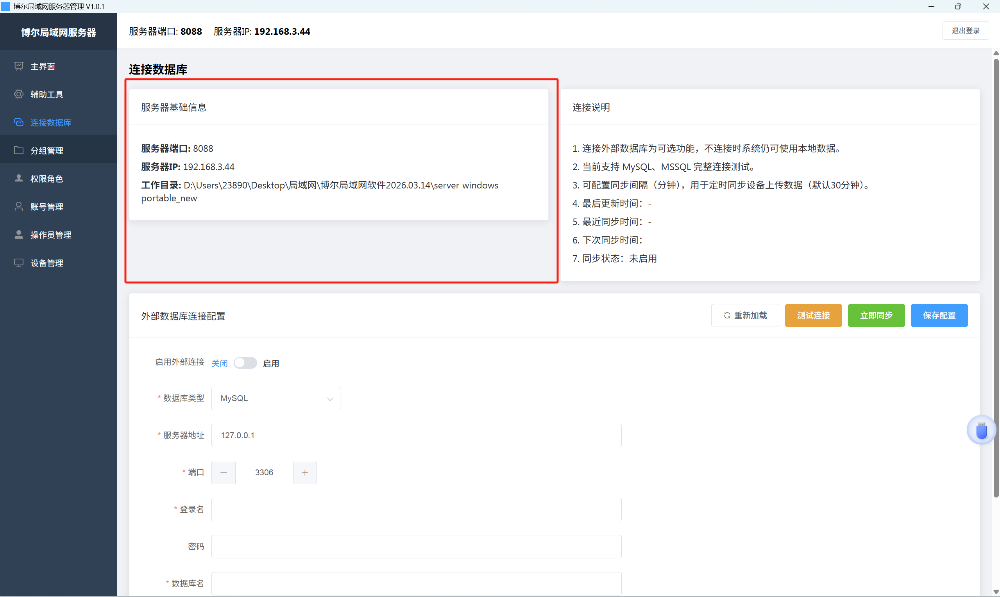 博尔局域网服务器管理 V1.0.1
博尔局域网服务器
服务器端口: 8088 服务器IP: 192.168.3.44
退出登录
主界面
辅助工具
连接数据库
分组管理
权限角色
账号管理
操作员管理
设备管理
连接数据库
服务器基础信息
服务器端口: 8088
服务器IP: 192.168.3.44
工作目录: D:\Users\23890\Desktop\局域网\博尔局域网软件2026.03.14\server-windows-
portable_new
连接说明
1. 连接外部数据库为可选功能，不连接时系统仍可使用本地数据。
2. 当前支持 MySQL、MSSQL 完整连接测试。
3. 可配置同步间隔（分钟），用于定时同步设备上传数据（默认30分钟）。
4. 最后更新时间：-
5. 最近同步时间：-
6. 下次同步时间：-
7. 同步状态：未启用
外部数据库连接配置
重新加载
测试连接
立即同步
保存配置
启用外部连接 关闭 启用
* 数据库类型 MySQL
* 服务器地址 127.0.0.1
* 端口 3306
* 登录名
密码
* 数据库名